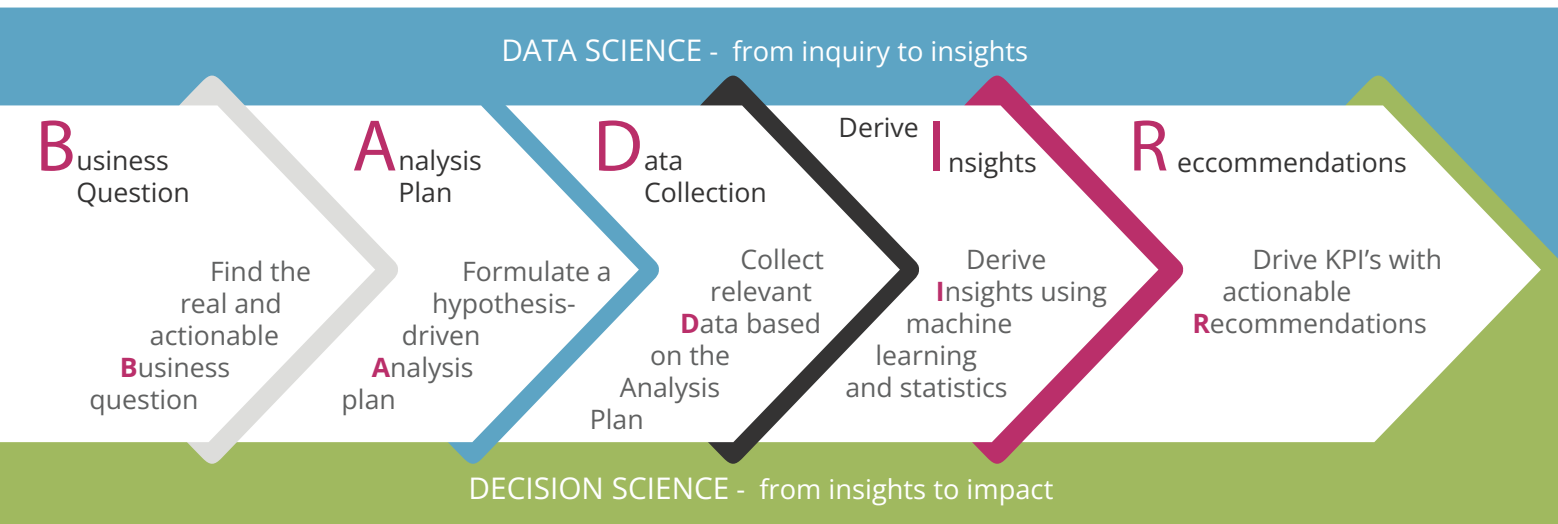 DATA SCIENCE - from inquiry to insights
Business
Question
Find the
real and
actionable
Business
question
Analysis
Plan
Formulate a
hypothesis-
driven
Analysis
plan
Data
Collection
Collect
relevant
Data based
on the
Analysis
Plan
Derive Insights
Derive
Insights using
machine
learning
and statistics
Reccommendations
Drive KPI's with
actionable
Recommendations
DECISION SCIENCE - from insights to impact